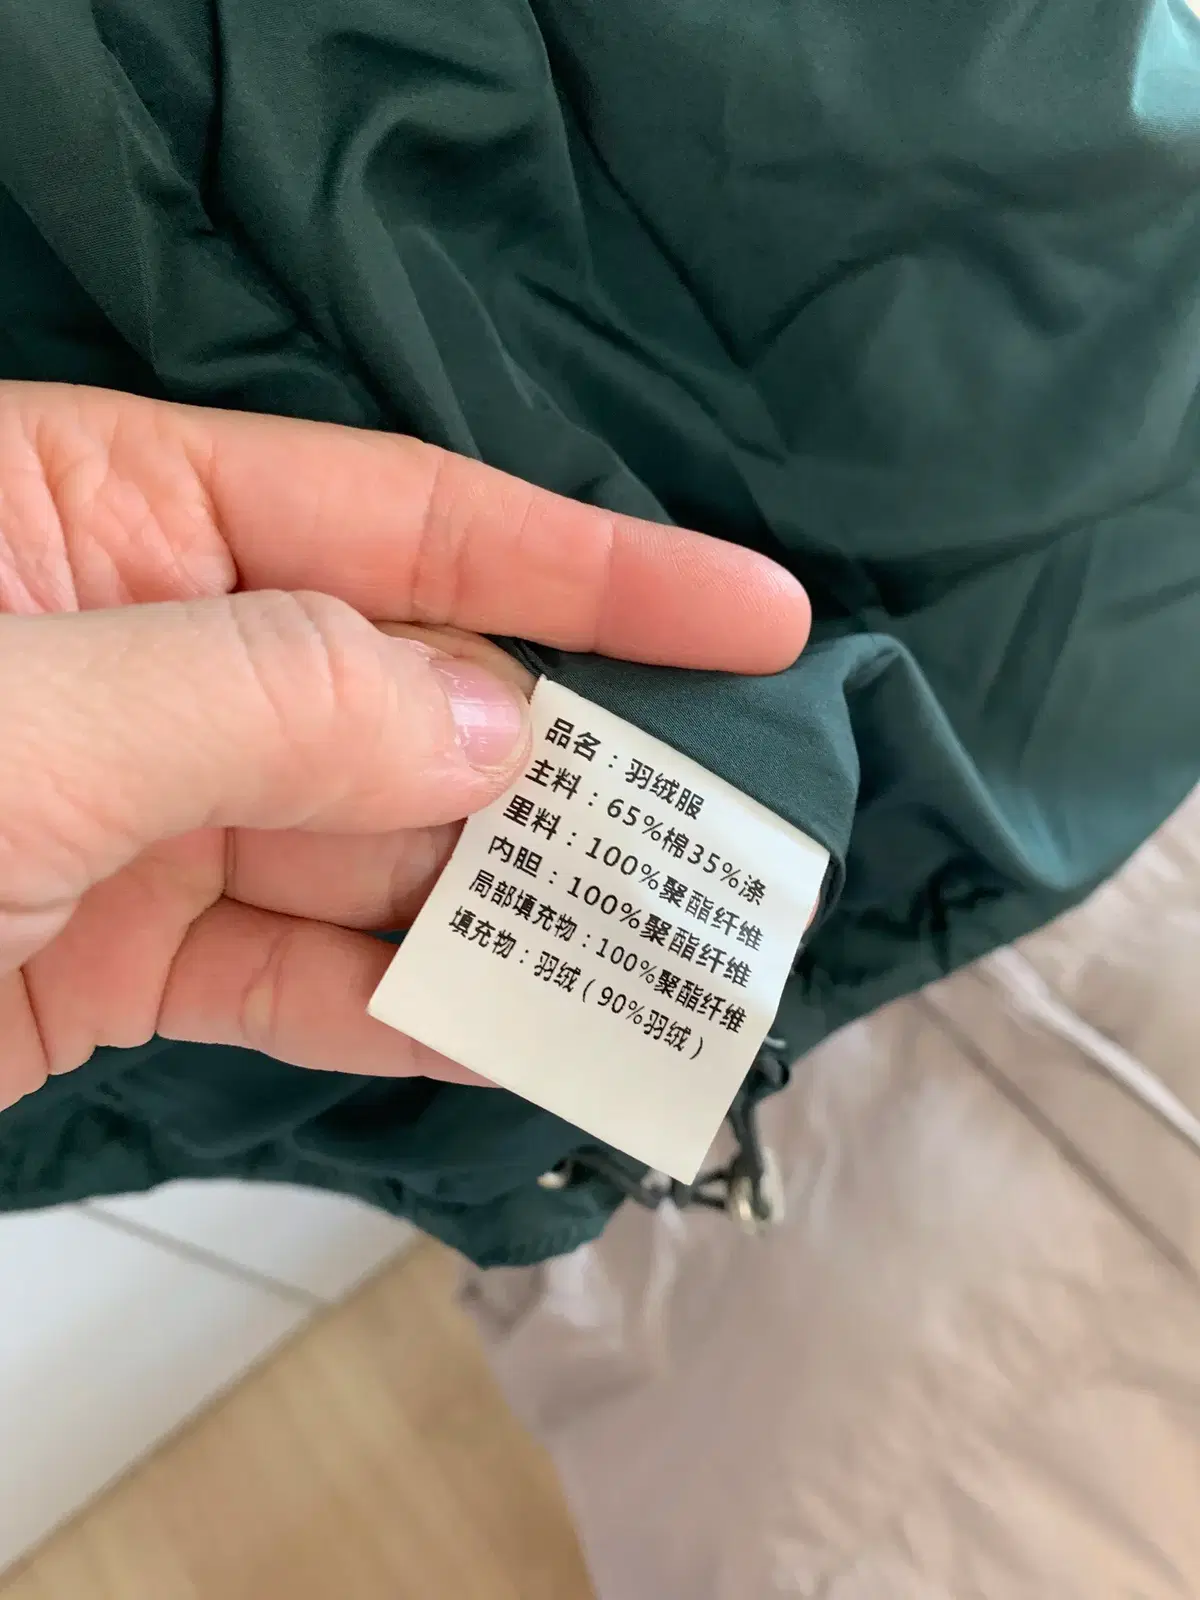 品名：羽绒服
主料：65%棉35%涤
里料：100%聚酯纤维
内胆：100%聚酯纤维
局部填充物：100%聚酯纤维
填充物：羽绒（90%羽绒）